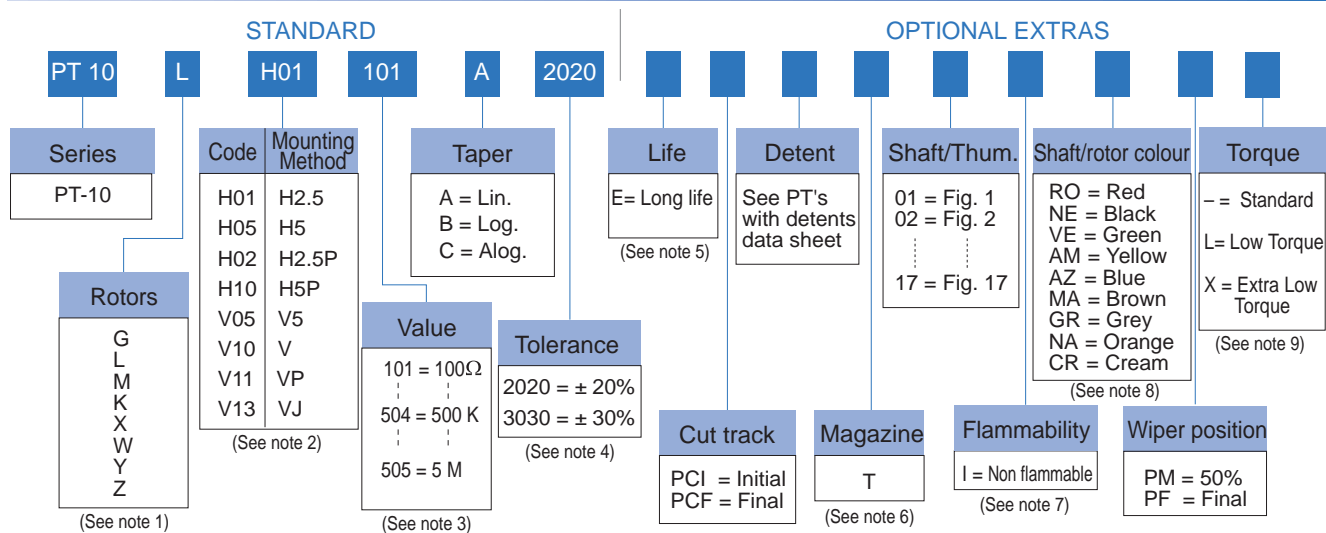 STANDARD
OPTIONAL EXTRAS
PT 10
L
H01
101
A
2020
Series
PT-10
Rotors
G
L
M
K
X
W
Y
Z
(See note 1)
Code Mounting Method
H01 H2.5
H05 H5
H02 H2.5P
H10 H5P
V05 V5
V10 V
V11 VP
V13 VJ
(See note 2)
Value
101 = 100Ω
504 = 500 K
505 = 5 M
(See note 3)
Taper
A = Lin.
B = Log.
C = Alog.
Tolerance
2020 = ± 20%
3030 = ± 30%
(See note 4)
Life
E= Long life
(See note 5)
Cut track
PCI = Initial
PCF = Final
Detent
See PT's
with detents
data sheet
Magazine
T
(See note 6)
Shaft/Thum.
01 = Fig. 1
02 = Fig. 2
17 = Fig. 17
Flammability
I = Non flammable
(See note 7)
Shaft/rotor colour
RO = Red
NE = Black
VE = Green
AM = Yellow
AZ = Blue
MA = Brown
GR = Grey
NA = Orange
CR = Cream
(See note 8)
Wiper position
PM = 50%
PF = Final
Torque
– = Standard
L= Low Torque
X = Extra Low
Torque
(See note 9)